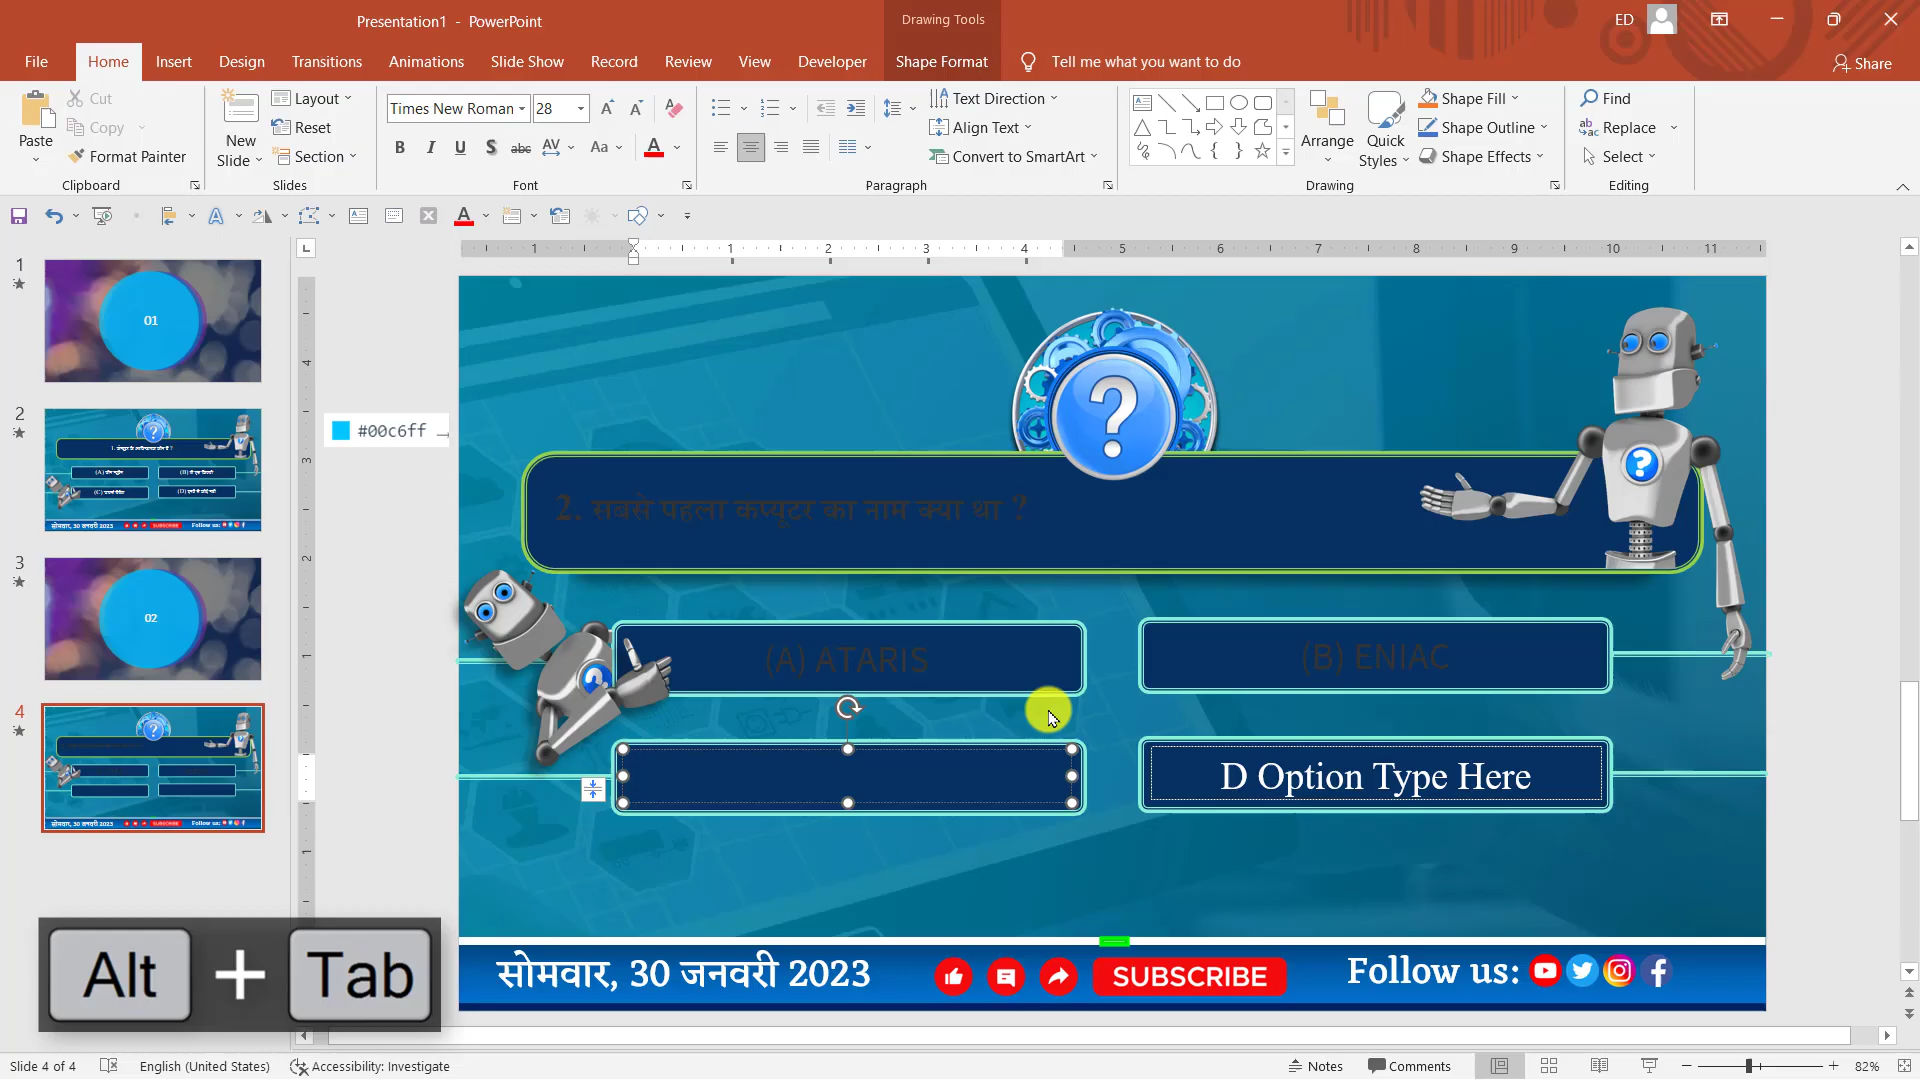 Presentation1 - PowerPoint
Drawing Tools
ED
File
Home
Insert
Design
Transitions
Animations
Slide Show
Record
Review
View
Developer
Shape Format
Tell me what you want to do
Share
Paste
Cut
Copy
Format Painter
Clipboard
New Slide
Layout
Reset
Section
Slides
Times New Roman
28
Font
Text Direction
Align Text
Convert to SmartArt
Paragraph
Arrange
Quick Styles
Shape Fill
Shape Outline
Shape Effects
Drawing
Find
Replace
Select
Editing
1
01
2
3
02
4
#00c6ff
2. सबसे पहला कप्यूटर का नाम क्या था ?
(A) ATARIS
(B) ENIAC
D Option Type Here
सोमवार, 30 जनवरी 2023
SUBSCRIBE
Follow us:
Alt + Tab
Slide 4 of 4
English (United States)
Accessibility: Investigate
Notes
Comments
82%